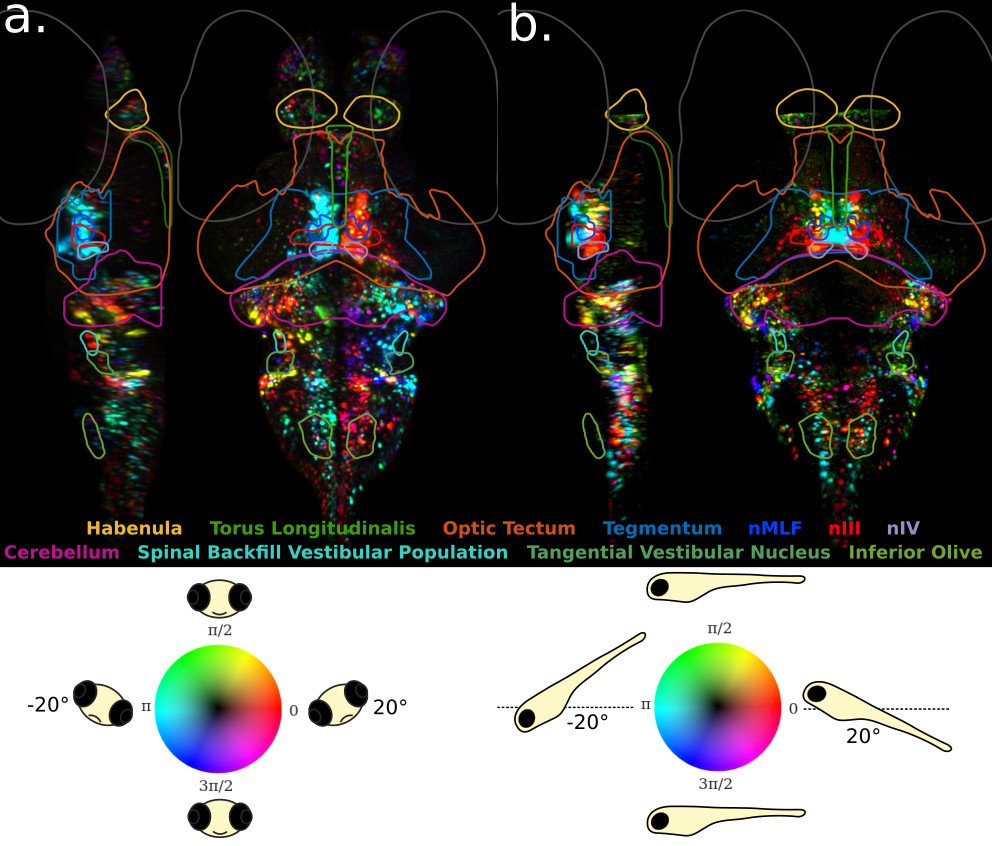 a.
b.
Habenula Torus Longitudinalis Optic Tectum Tegmentum nMLF nIII nIV
Cerebellum Spinal Backfill Vestibular Population Tangential Vestibular Nucleus Inferior Olive
π/2
π/2
-20° π 0 20°
π -20° 0 20°
3π/2
3π/2